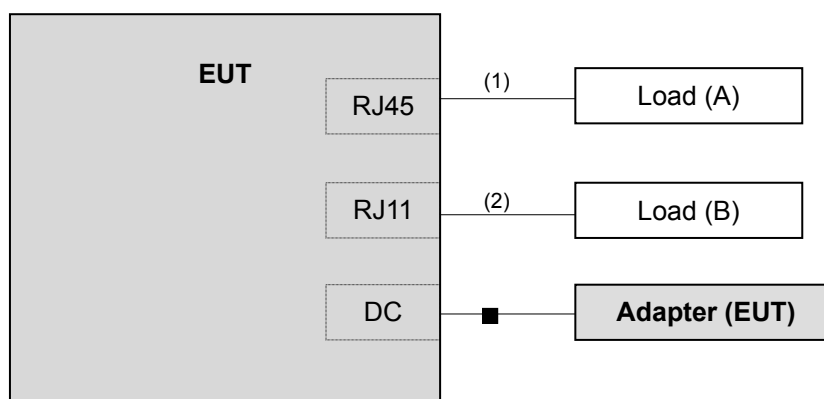 EUT
(1)
RJ45
Load (A)
(2)
RJ11
Load (B)
DC
Adapter (EUT)